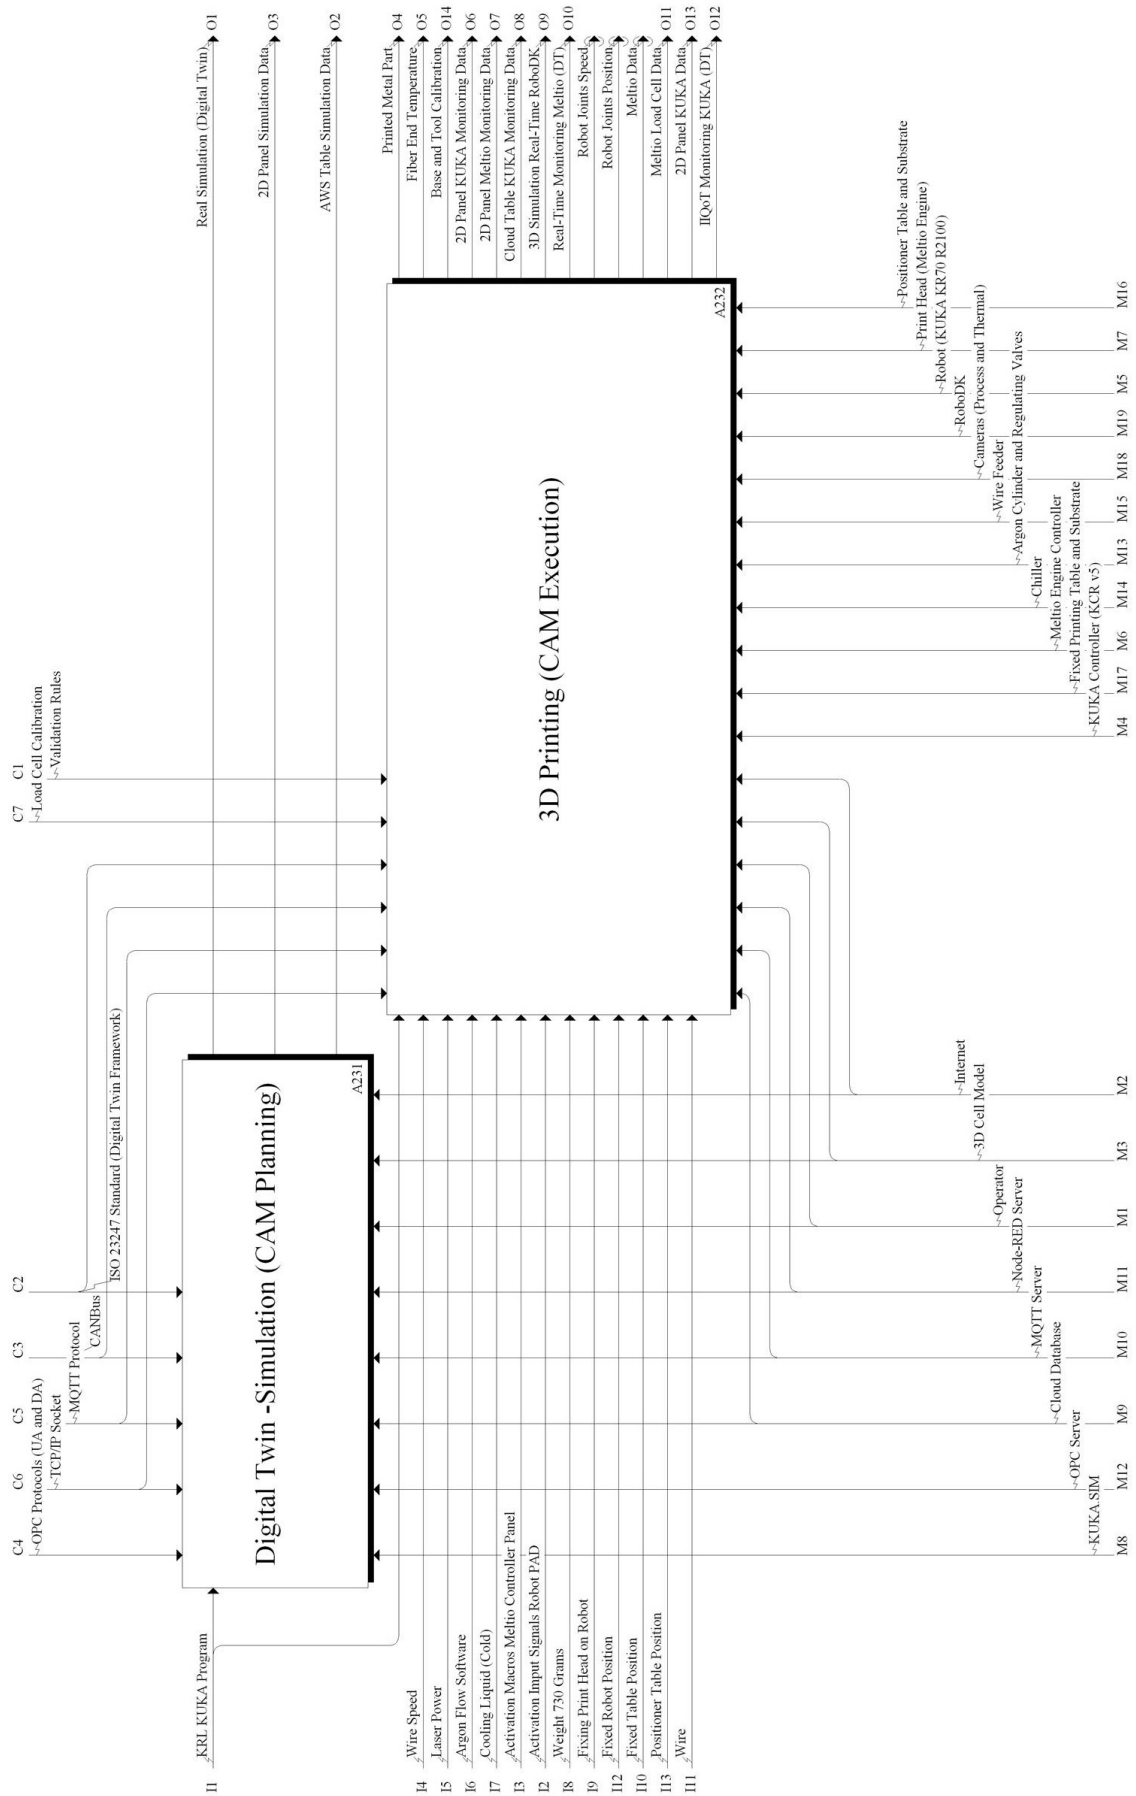 C4
OPC Protocols (UA and DA)
C6
TCP/IP Socket
C5
MQTT Protocol
C3
CANBus
C2
ISO 23247 Standard (Digital Twin Framework)
C7
Load Cell Calibration
C1
Validation Rules
I1
KRL KUKA Program
I4
Wire Speed
I5
Laser Power
I6
Argon Flow Software
I7
Cooling Liquid (Cold)
I3
Activation Macros Meltio Controller Panel
I2
Activation Imput Signals Robot PAD
I8
Weight 730 Grams
I9
Fixing Print Head on Robot
I12
Fixed Robot Position
I10
Fixed Table Position
I13
Positioner Table Position
I11
Wire
Digital Twin -Simulation (CAM Planning)
A231
3D Printing (CAM Execution)
A232
Real Simulation (Digital Twin)
O1
2D Panel Simulation Data
O3
AWS Table Simulation Data
O2
Printed Metal Part
O4
Fiber End Temperature
O5
Base and Tool Calibration
O14
2D Panel KUKA Monitoring Data
O6
2D Panel Meltio Monitoring Data
O7
Cloud Table KUKA Monitoring Data
O8
3D Simulation Real-Time RoboDK
O9
Real-Time Monitoring Meltio (DT)
O10
Robot Joints Speed
Robot Joints Position
Meltio Data
Meltio Load Cell Data
O11
2D Panel KUKA Data
O13
IIQoT Monitoring KUKA (DT)
O12
KUKA.SIM
M8
OPC Server
M12
Cloud Database
M9
MQTT Server
M10
Node-RED Server
M11
Operator
M1
3D Cell Model
M3
Internet
M2
KUKA Controller (KCR v5)
M4
Fixed Printing Table and Substrate
M17
Meltio Engine Controller
M6
Chiller
M14
Argon Cylinder and Regulating Valves
M13
Wire Feeder
M15
Cameras (Process and Thermal)
M18
RoboDK
M19
Robot (KUKA KR70 R2100)
M5
Print Head (Meltio Engine)
M7
Positioner Table and Substrate
M16